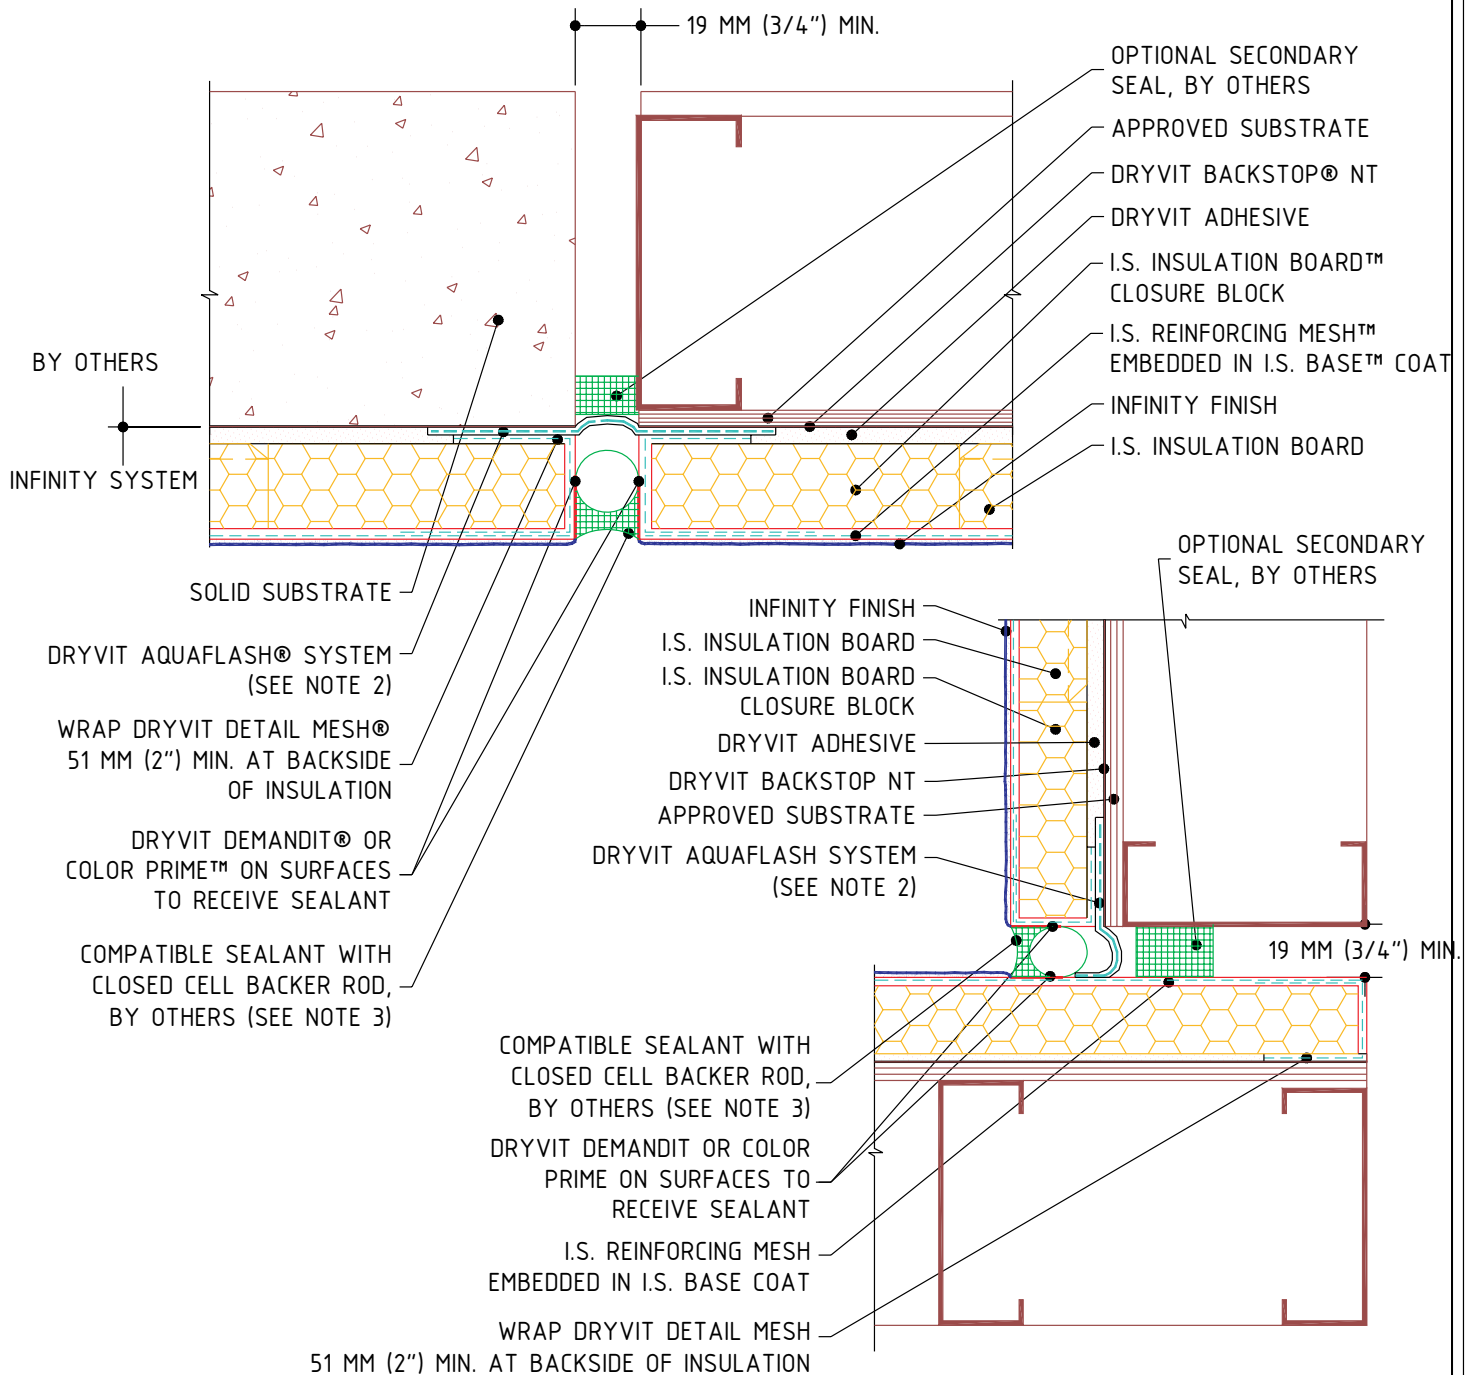 19 MM (3/4") MIN.
OPTIONAL SECONDARY
SEAL, BY OTHERS
APPROVED SUBSTRATE
DRYVIT BACKSTOP® NT
DRYVIT ADHESIVE
I.S. INSULATION BOARD™
CLOSURE BLOCK
I.S. REINFORCING MESH™
EMBEDDED IN I.S. BASE™ COAT
INFINITY FINISH
I.S. INSULATION BOARD
BY OTHERS
INFINITY SYSTEM
SOLID SUBSTRATE
DRYVIT AQUAFLASH® SYSTEM
(SEE NOTE 2)
WRAP DRYVIT DETAIL MESH®
51 MM (2") MIN. AT BACKSIDE
OF INSULATION
DRYVIT DEMANDIT® OR
COLOR PRIME™ ON SURFACES
TO RECEIVE SEALANT
COMPATIBLE SEALANT WITH
CLOSED CELL BACKER ROD,
BY OTHERS (SEE NOTE 3)
OPTIONAL SECONDARY
SEAL, BY OTHERS
INFINITY FINISH
I.S. INSULATION BOARD
I.S. INSULATION BOARD
CLOSURE BLOCK
DRYVIT ADHESIVE
DRYVIT BACKSTOP NT
APPROVED SUBSTRATE
DRYVIT AQUAFLASH SYSTEM
(SEE NOTE 2)
19 MM (3/4") MIN.
COMPATIBLE SEALANT WITH
CLOSED CELL BACKER ROD,
BY OTHERS (SEE NOTE 3)
DRYVIT DEMANDIT OR COLOR
PRIME ON SURFACES TO
RECEIVE SEALANT
I.S. REINFORCING MESH
EMBEDDED IN I.S. BASE COAT
WRAP DRYVIT DETAIL MESH
51 MM (2") MIN. AT BACKSIDE OF INSULATION